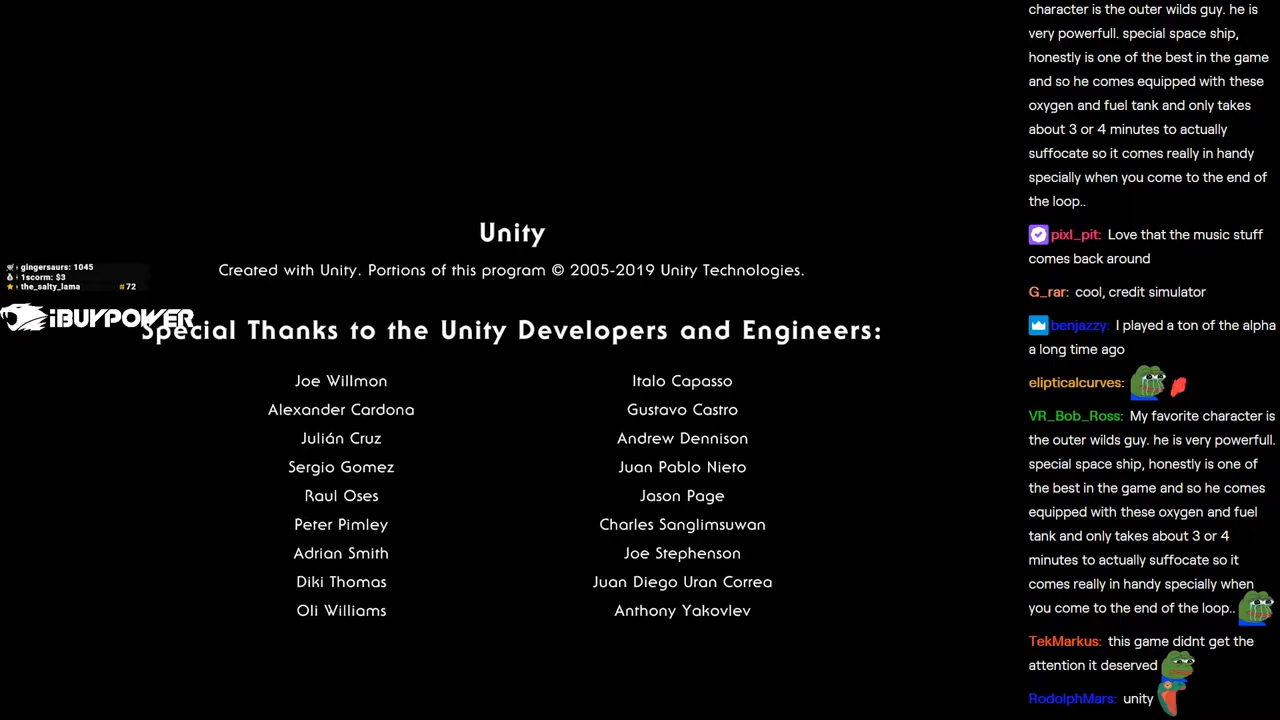 Unity
Created with Unity. Portions of this program © 2005-2019 Unity Technologies.
gingersaurs: 1045
1scorm: $3
the_salty_lama #72
iBUYPOWER
Special Thanks to the Unity Developers and Engineers:
Joe Willmon
Italo Capasso
Alexander Cardona
Gustavo Castro
Julián Cruz
Andrew Dennison
Sergio Gomez
Juan Pablo Nieto
Raul Oses
Jason Page
Peter Pimley
Charles Sanglimsuwan
Adrian Smith
Joe Stephenson
Diki Thomas
Juan Diego Uran Correa
Oli Williams
Anthony Yakovlev
character is the outer wilds guy. he is
very powerfull. special space ship,
honestly is one of the best in the game
and so he comes equipped with these
oxygen and fuel tank and only takes
about 3 or 4 minutes to actually
suffocate so it comes really in handy
specially when you come to the end of
the loop..
pixl_pit: Love that the music stuff
comes back around
G_rar: cool, credit simulator
benjazzy: I played a ton of the alpha
a long time ago
elipticalcurves:
VR_Bob_Ross: My favorite character is
the outer wilds guy. he is very powerfull.
special space ship, honestly is one of
the best in the game and so he comes
equipped with these oxygen and fuel
tank and only takes about 3 or 4
minutes to actually suffocate so it
comes really in handy specially when
you come to the end of the loop..
TekMarkus: this game didnt get the
attention it deserved
RodolphMars: unity